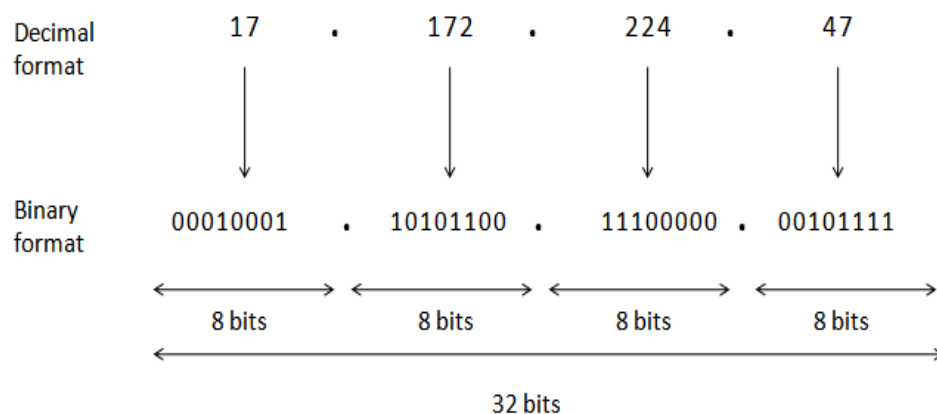 Decimal format
17 . 172 . 224 . 47
Binary format
00010001 . 10101100 . 11100000 . 00101111
8 bits 8 bits 8 bits 8 bits
32 bits